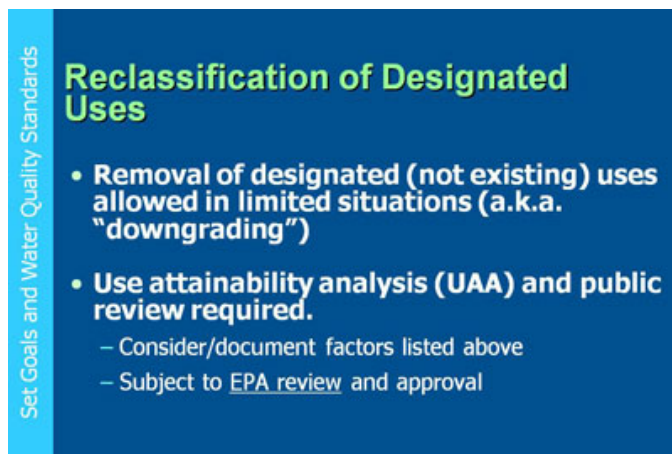 Set Goals and Water Quality Standards
Reclassification of Designated
Uses
• Removal of designated (not existing) uses
allowed in limited situations (a.k.a.
“downgrading”)
• Use attainability analysis (UAA) and public
review required.
– Consider/document factors listed above
– Subject to EPA review and approval